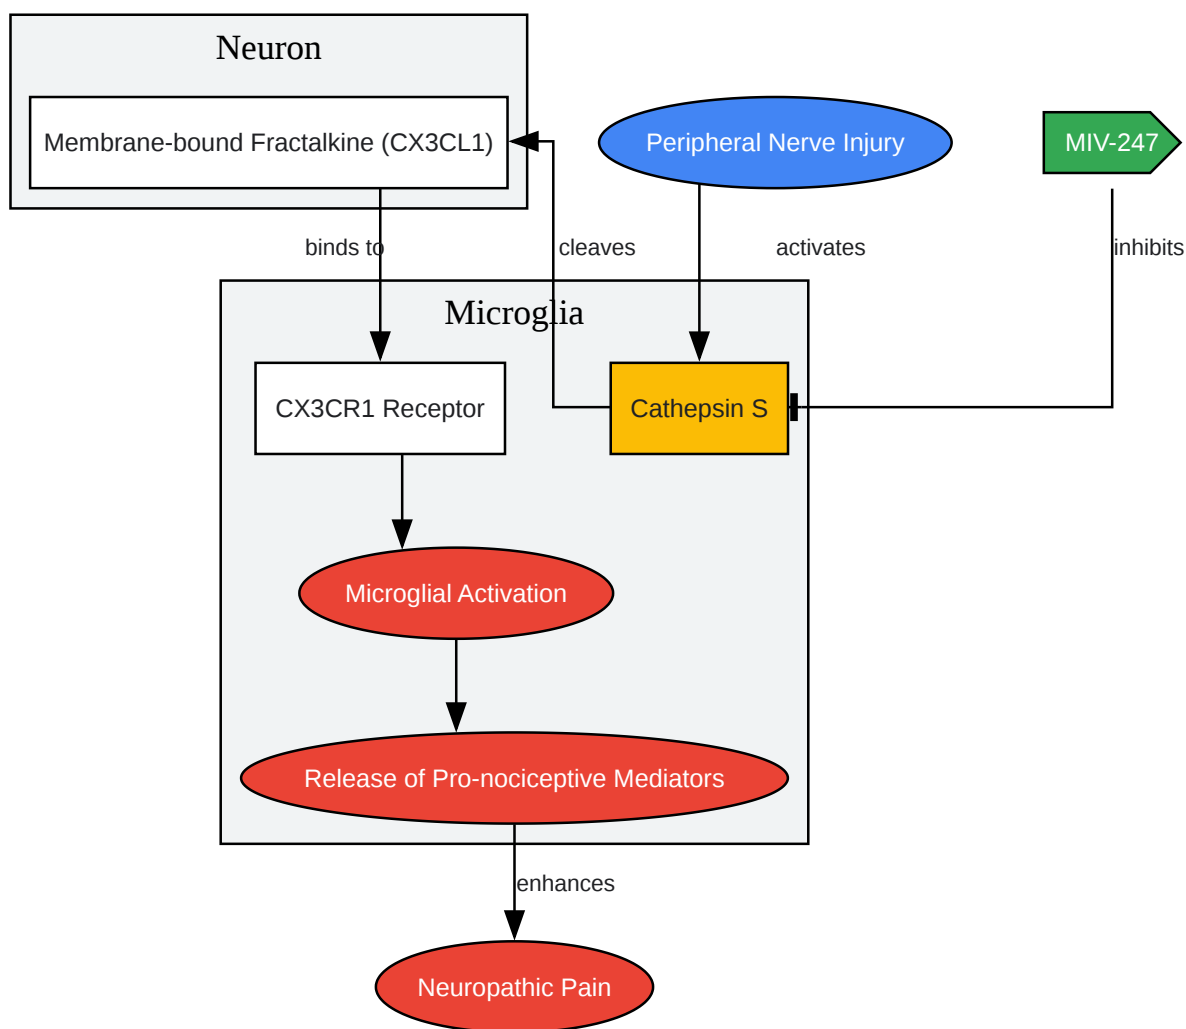 Neuron
Membrane-bound Fractalkine (CX3CL1)
Peripheral Nerve Injury
MIV-247
binds to
cleaves
activates
inhibits
Microglia
CX3CR1 Receptor
Cathepsin S
Microglial Activation
Release of Pro-nociceptive Mediators
enhances
Neuropathic Pain